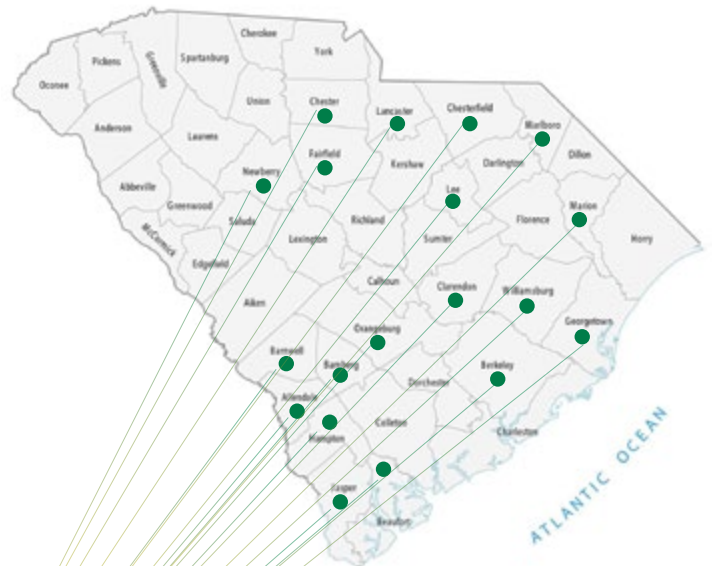 Cherokee
York
Spartanburg
Greenville
Pickens
Oconee
Union
Chester
Lancaster
Chesterfield
Marlboro
Anderson
Laurens
Fairfield
Kershaw
Darlington
Dillon
Newberry
Abbeville
Greenwood
Lee
Marion
Saluda
Richland
Florence
McCormick
Lexington
Sumter
Horry
Edgefield
Calhoun
Clarendon
Williamsburg
Aiken
Orangeburg
Georgetown
Barnwell
Bamberg
Berkeley
Dorchester
Allendale
Colleton
Hampton
Charleston
Jasper
Beaufort
ATLANTIC OCEAN